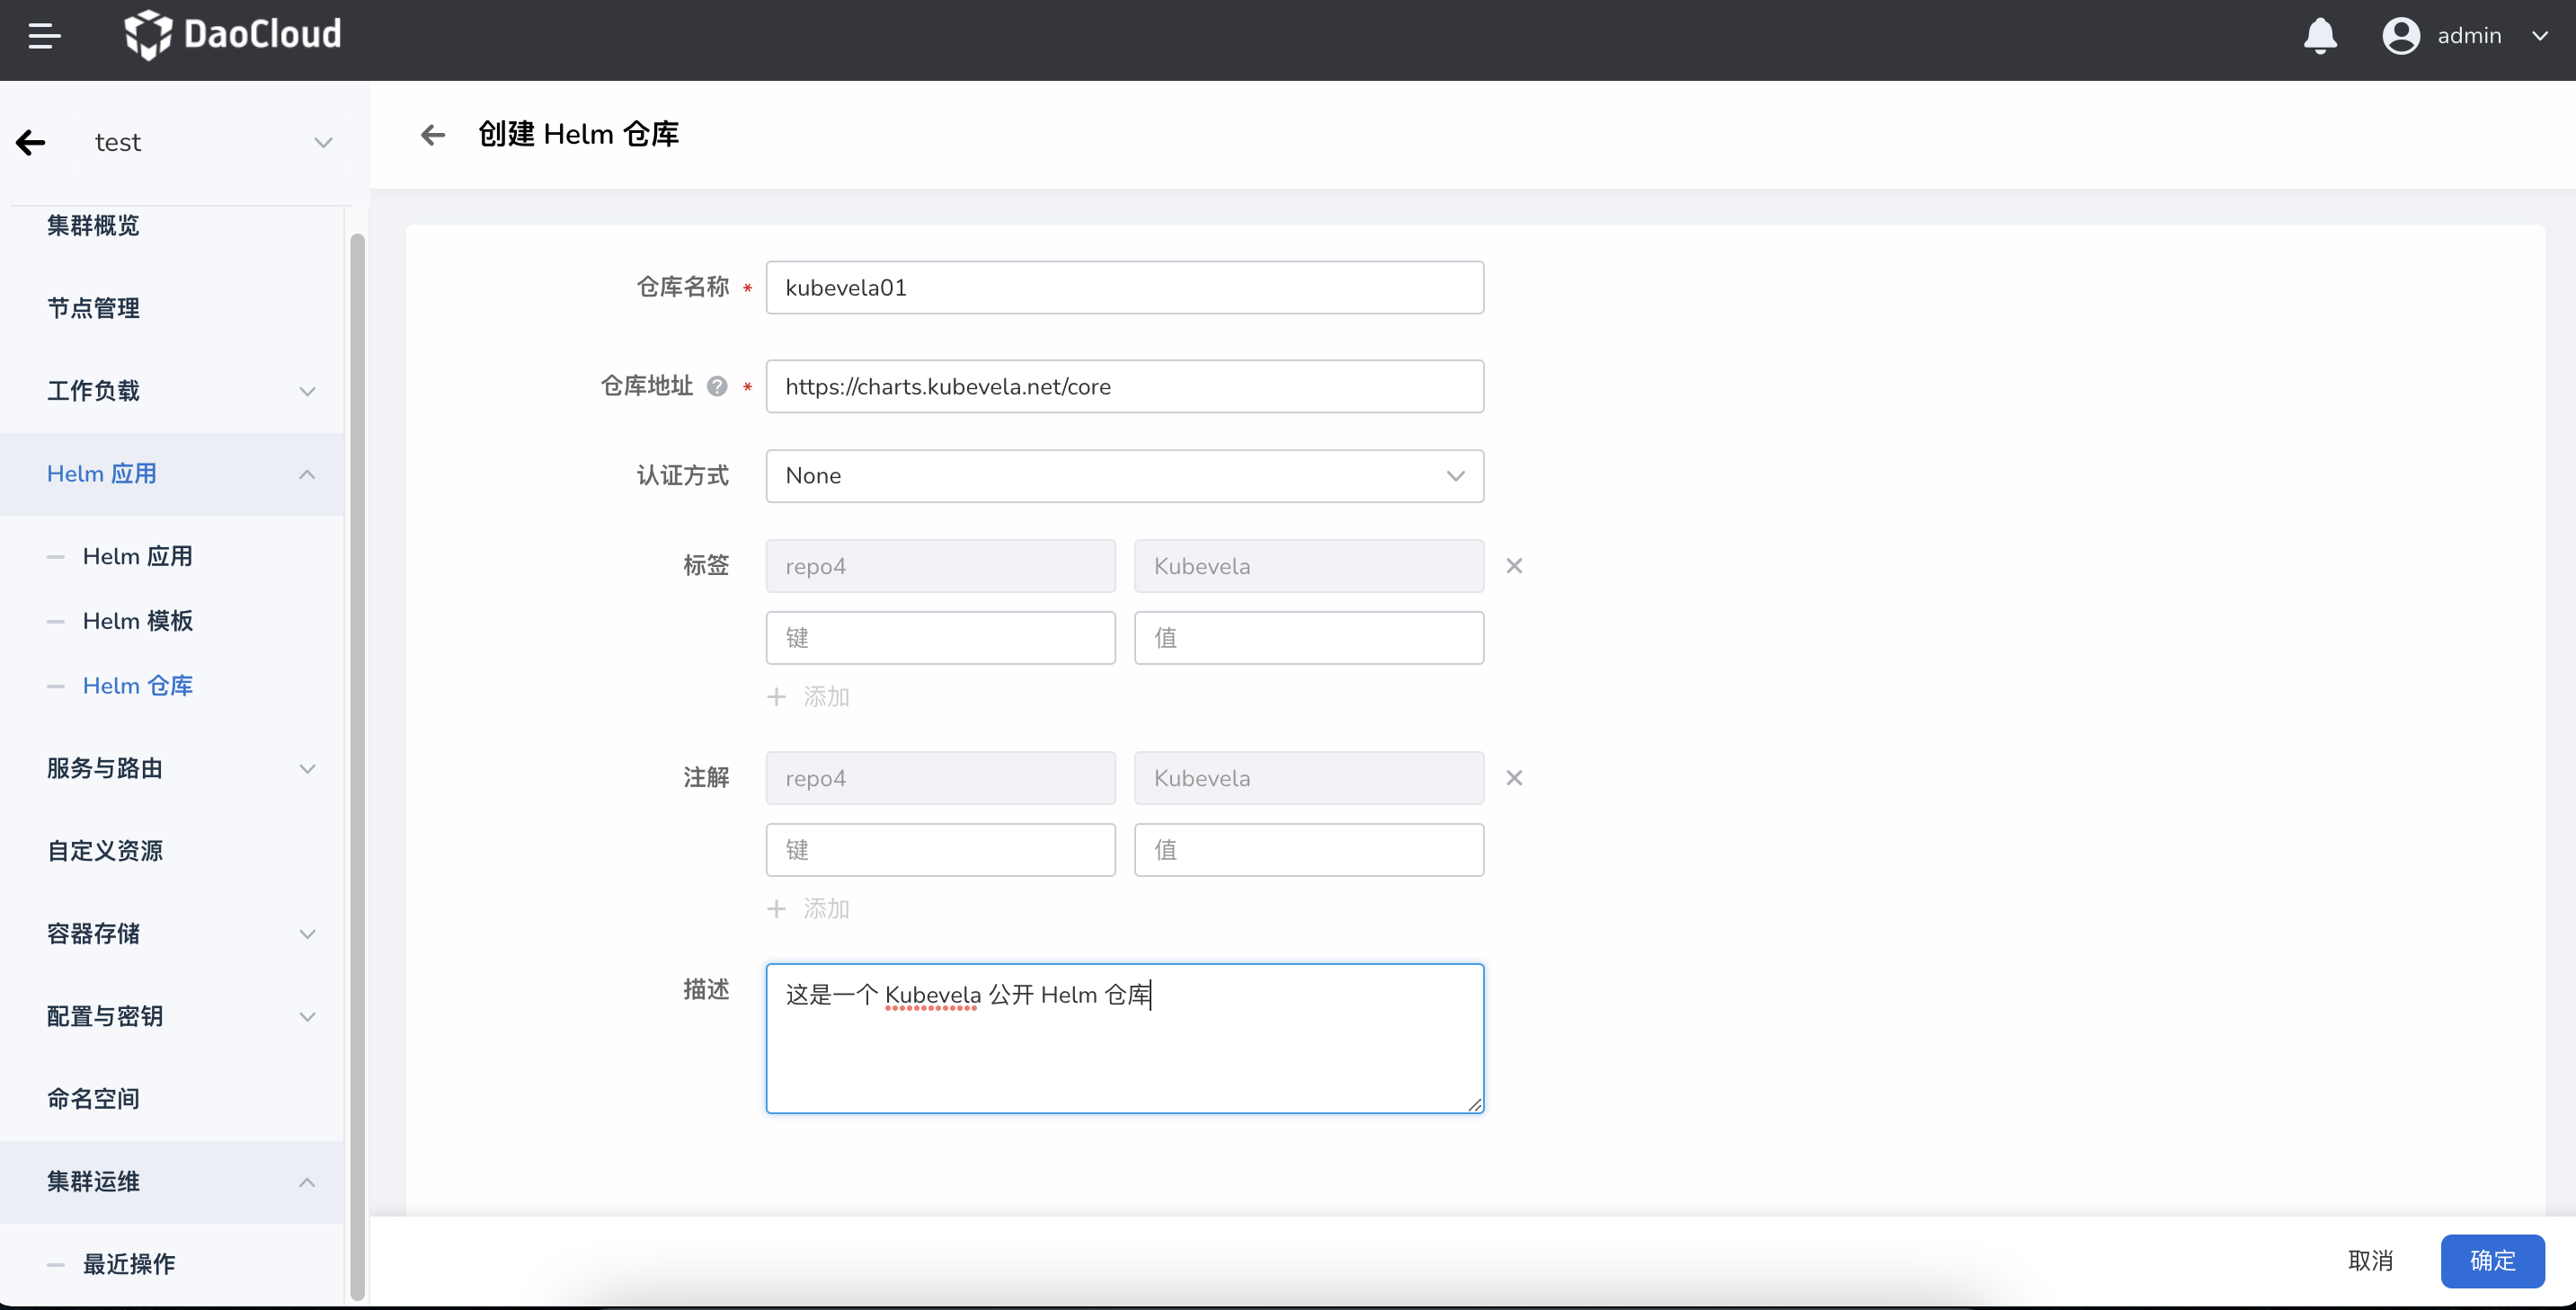 DaoCloud
admin
test
集群概览
节点管理
工作负载
Helm 应用
Helm 应用
Helm 模板
Helm 仓库
服务与路由
自定义资源
容器存储
配置与密钥
命名空间
集群运维
最近操作
创建 Helm 仓库
仓库名称 * kubevela01
仓库地址 ? * https://charts.kubevela.net/core
认证方式 None
标签 repo4 Kubevela
键 值
+ 添加
注解 repo4 Kubevela
键 值
+ 添加
描述 这是一个 Kubevela 公开 Helm 仓库
取消 确定